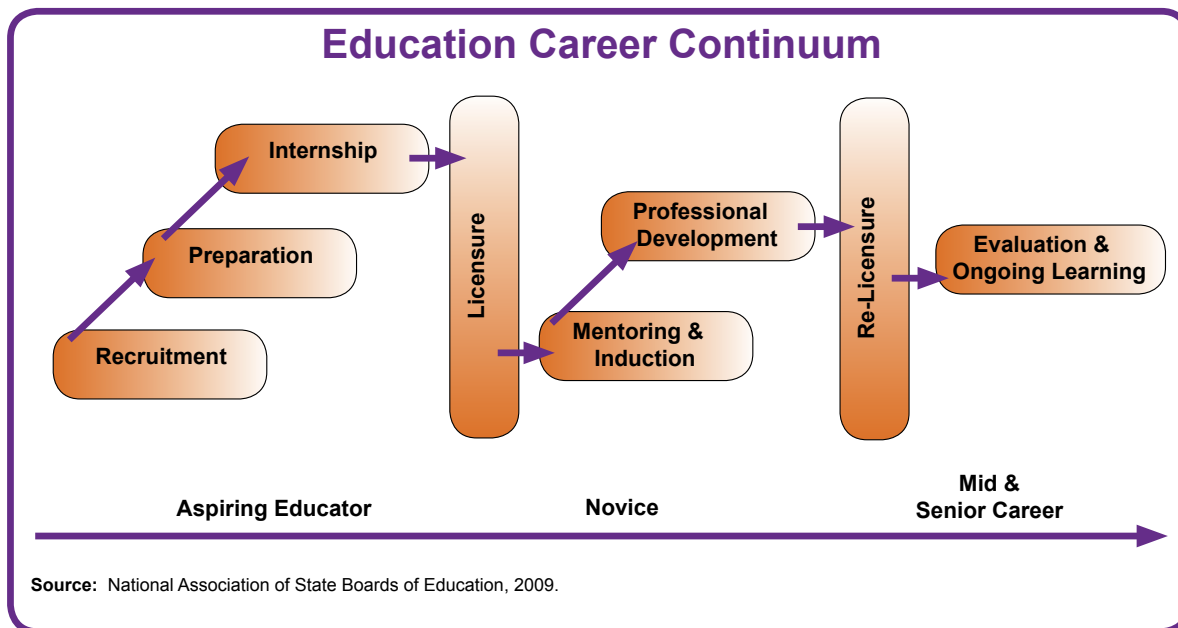 Education Career Continuum
Internship
Preparation
Recruitment
Licensure
Professional
Development
Mentoring &
Induction
Re-Licensure
Evaluation &
Ongoing Learning
Aspiring Educator
Novice
Mid &
Senior Career
Source: National Association of State Boards of Education, 2009.